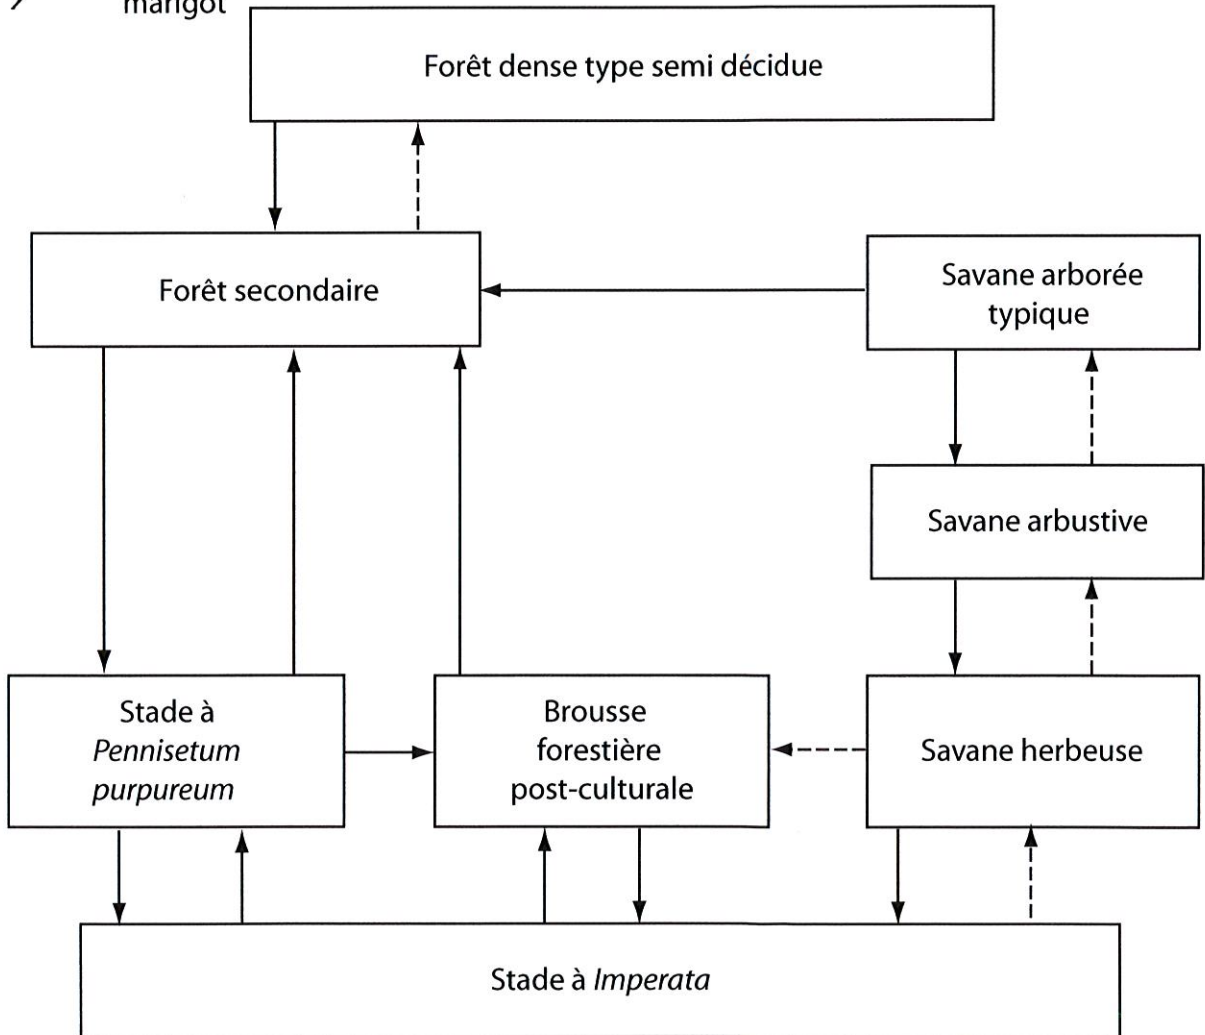 marigot
Forêt dense type semi décidue
Forêt secondaire
Savane arborée
typique
Savane arbustive
Stade à
Pennisetum
purpureum
Brousse
forestière
post-culturale
Savane herbeuse
Stade à Imperata